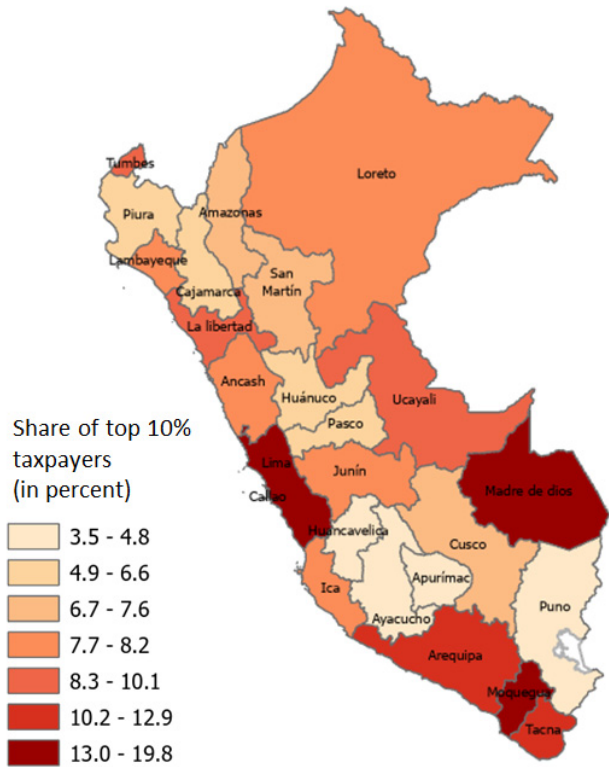 Tumbes
Loreto
Piura
Amazonas
Lambayeque
San
Martín
Cajamarca
La libertad
Ancash
Huánuco
Ucayali
Pasco
Share of top 10%
taxpayers
(in percent)
Lima
Junín
Madre de dios
Callao
Huancavelica
Cusco
Apurímac
Ica
Puno
Ayacucho
Arequipa
Moquegua
Tacna
3.5 - 4.8
4.9 - 6.6
6.7 - 7.6
7.7 - 8.2
8.3 - 10.1
10.2 - 12.9
13.0 - 19.8